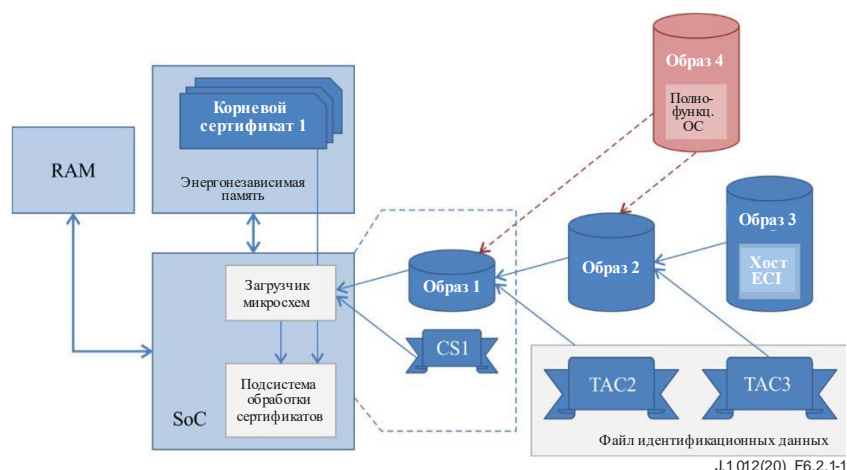 Образ 4
Полно-
функц.
ОС
Корневой
сертификат 1
Энергонезависимая
память
RAM
Образ 3
Хост
ECI
Образ 2
Образ 1
Загрузчик
микросхем
CS1
TAC2
TAC3
Подсистема
обработки
сертификатов
SoC
Файл идентификационных данных
J.1012(20)_F6.2.1-1